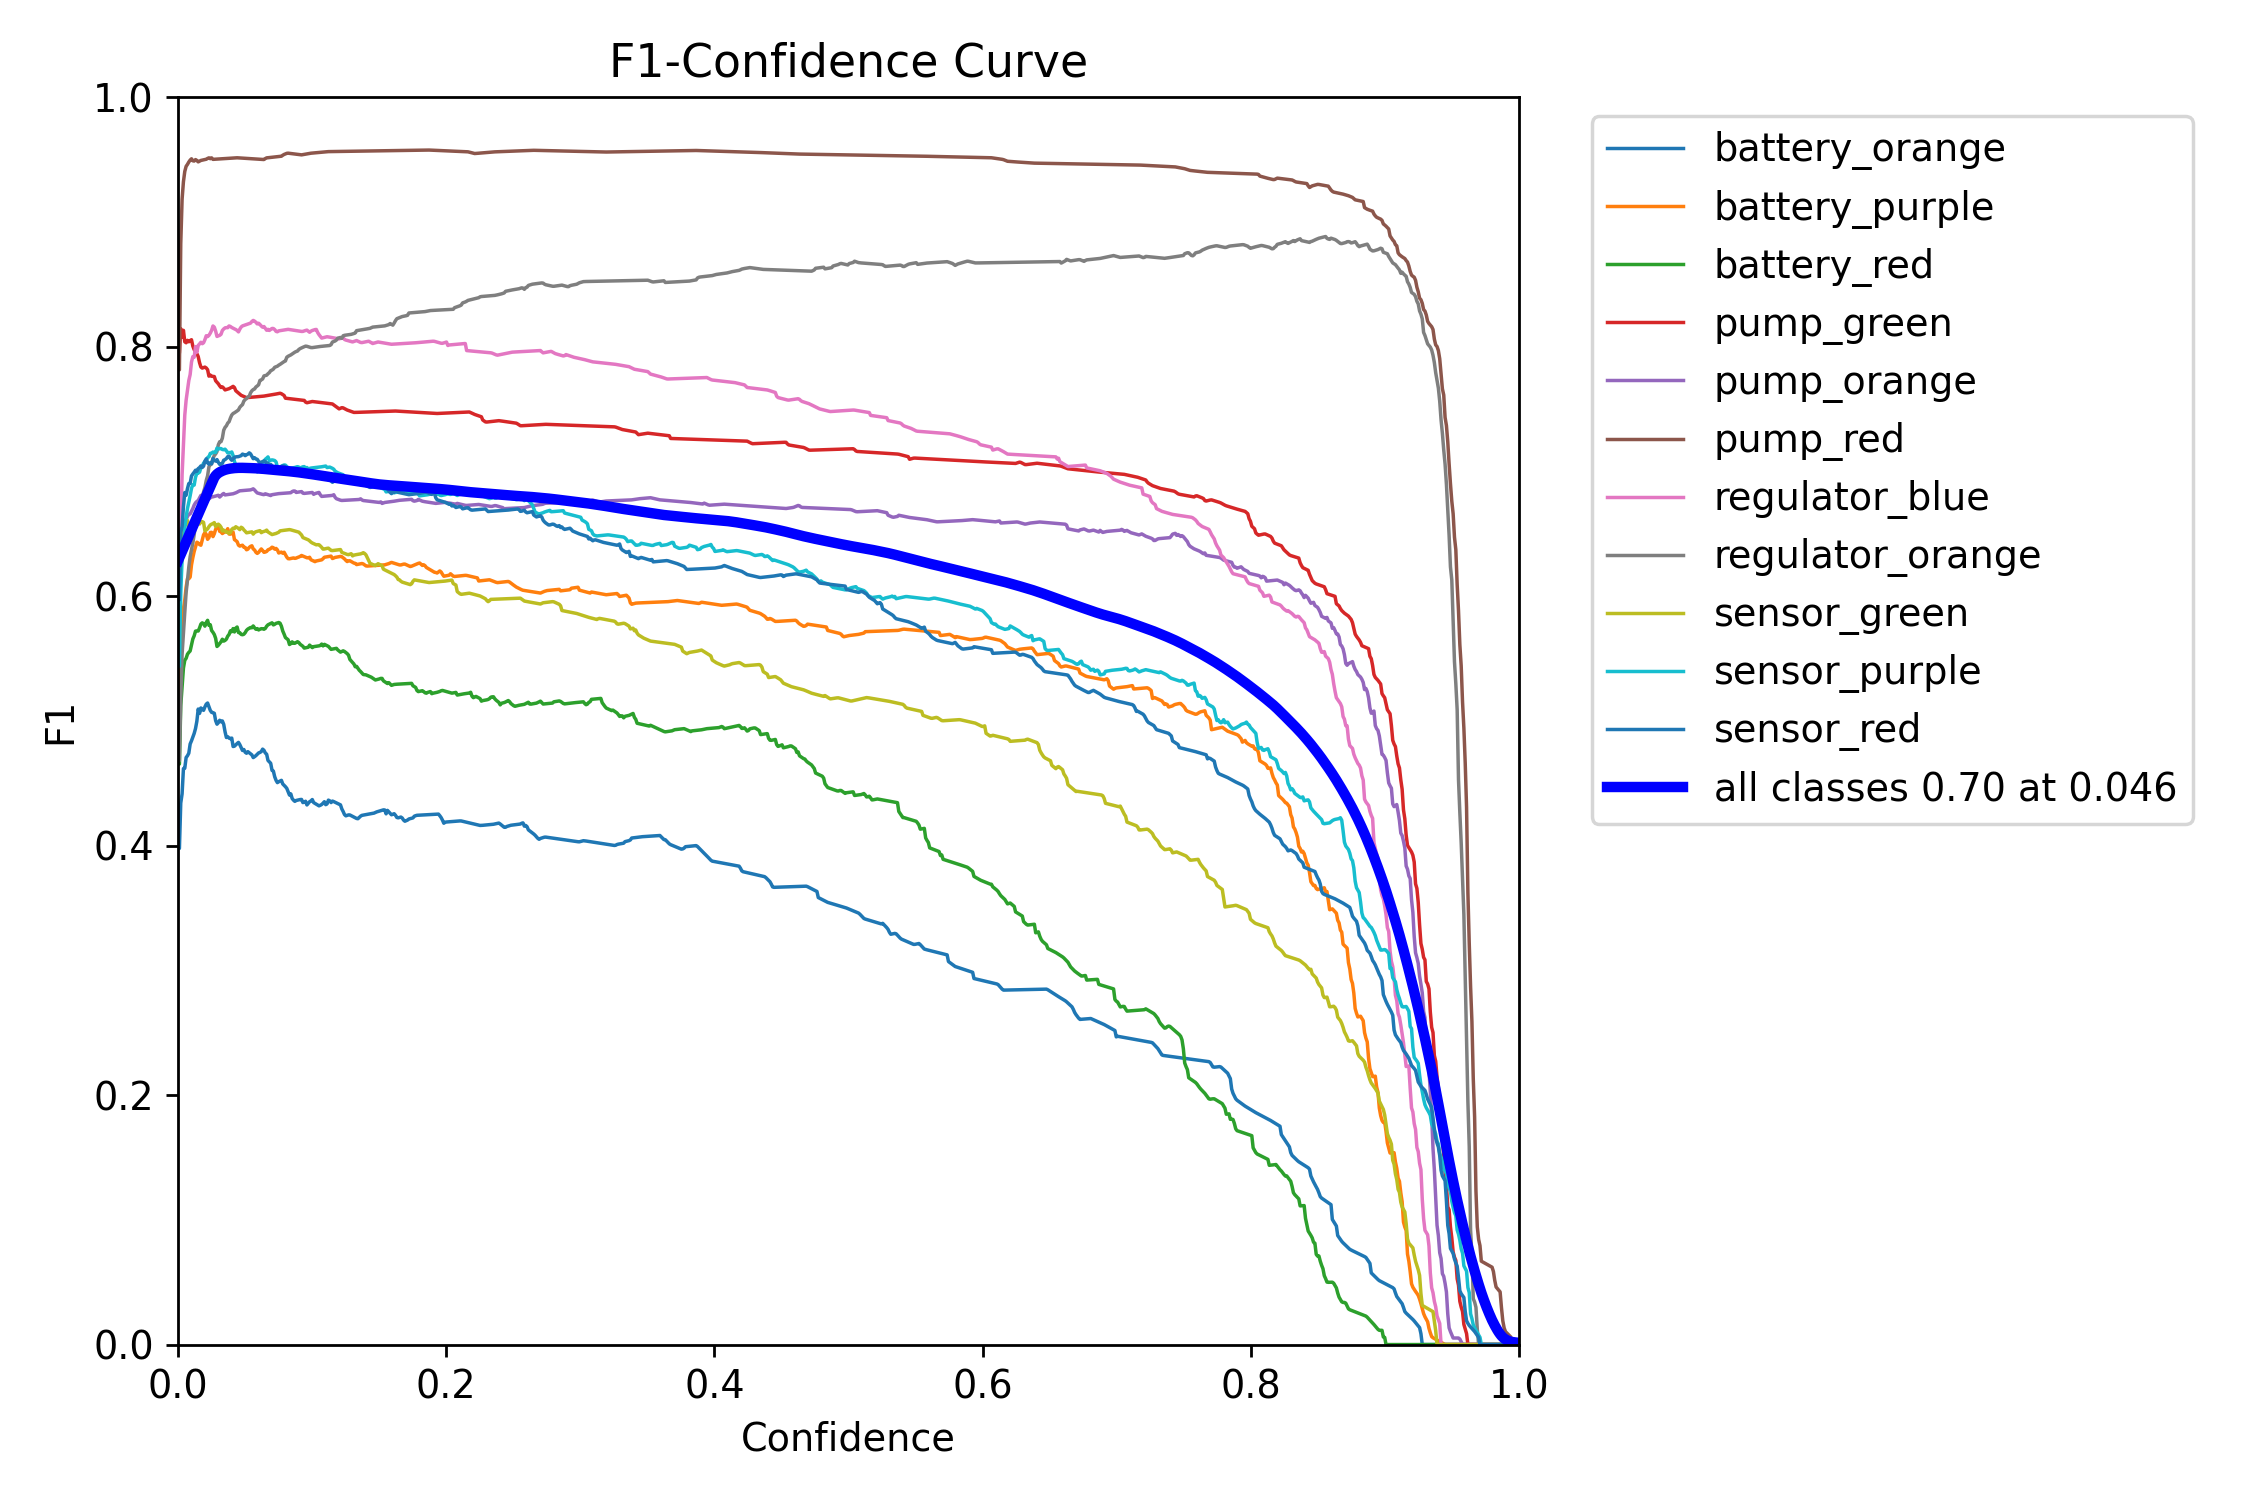 F1-Confidence Curve
1.0
0.8
0.6
0.4
0.2
0.0
F1
0.0 0.2 0.4 0.6 0.8 1.0
Confidence
battery_orange
battery_purple
battery_red
pump_green
pump_orange
pump_red
regulator_blue
regulator_orange
sensor_green
sensor_purple
sensor_red
all classes 0.70 at 0.046